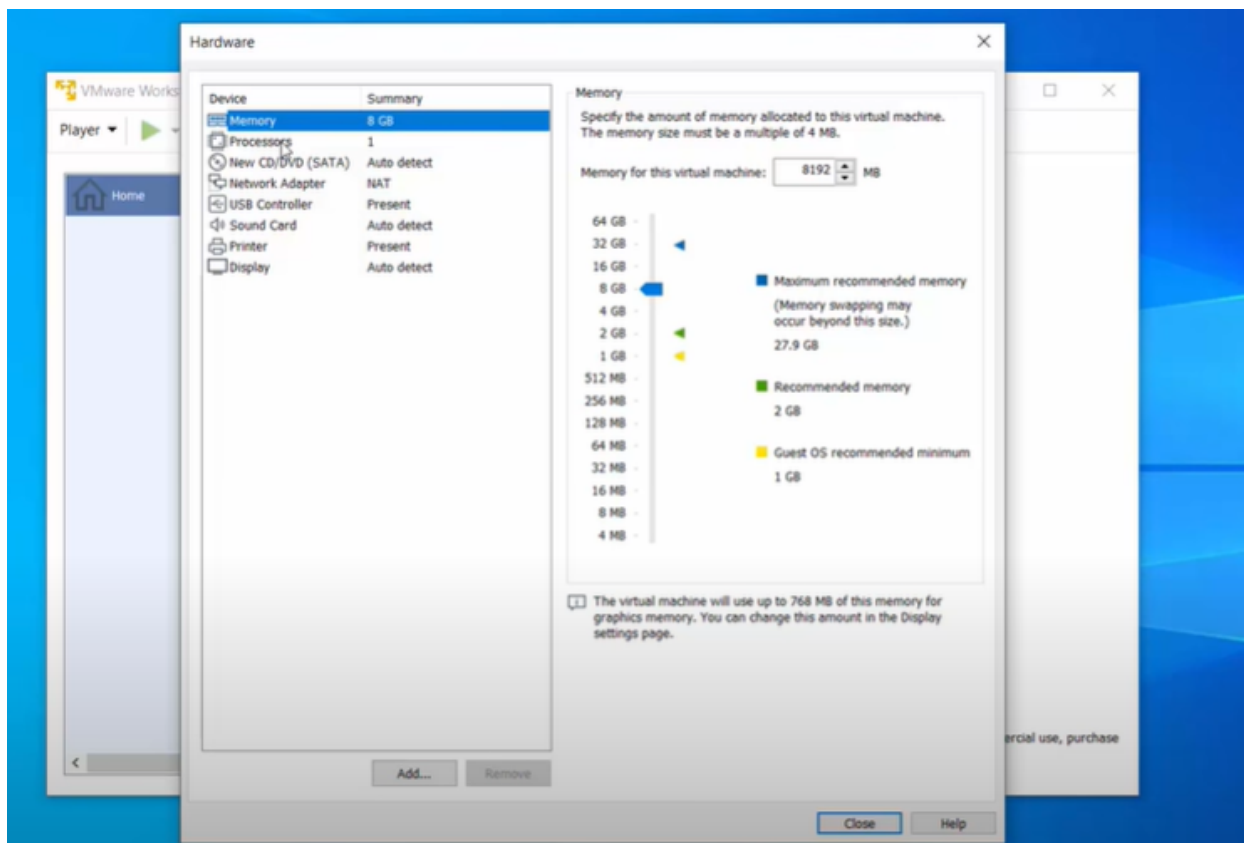 Hardware
VMware Works
Player
Home
Device Summary
Memory 8 GB
Processors 1
New CD/DVD (SATA) Auto detect
Network Adapter NAT
USB Controller Present
Sound Card Auto detect
Printer Present
Display Auto detect
Add...
Remove
Memory
Specify the amount of memory allocated to this virtual machine.
The memory size must be a multiple of 4 MB.
Memory for this virtual machine: 8192 MB
64 GB
32 GB
16 GB
8 GB
4 GB
2 GB
1 GB
512 MB
256 MB
128 MB
64 MB
32 MB
16 MB
8 MB
4 MB
Maximum recommended memory
(Memory swapping may
occur beyond this size.)
27.9 GB
Recommended memory
2 GB
Guest OS recommended minimum
1 GB
The virtual machine will use up to 768 MB of this memory for
graphics memory. You can change this amount in the Display
settings page.
ercial use, purchase
Close
Help